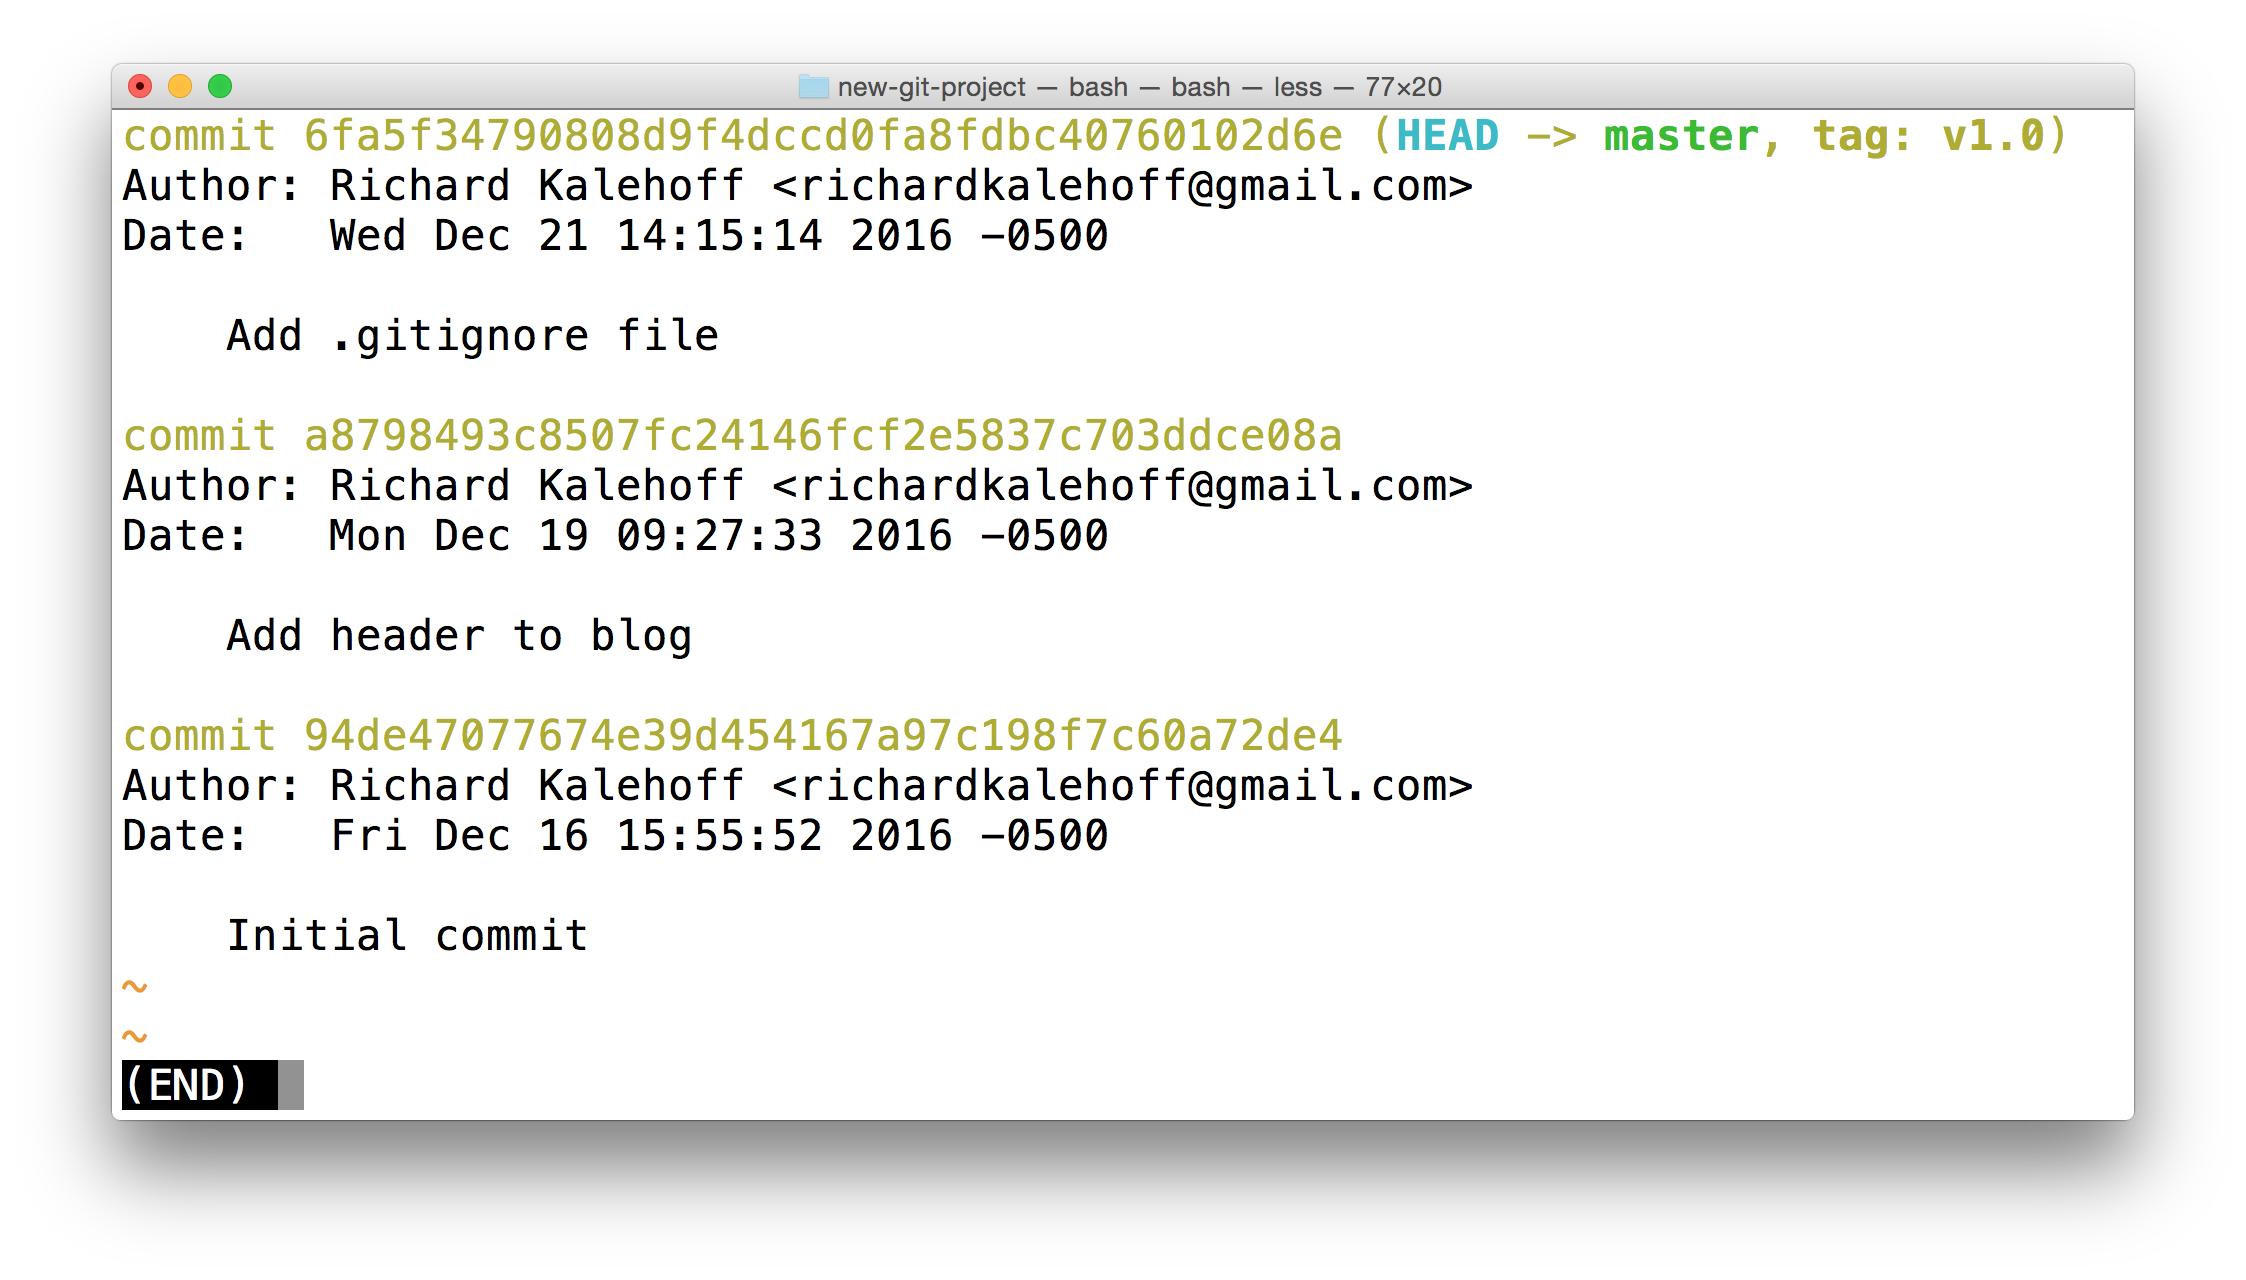 new-git-project — bash — bash — less — 77×20
commit 6fa5f34790808d9f4dccd0fa8fdbc40760102d6e (HEAD -> master, tag: v1.0)
Author: Richard Kalehoff <richardkalehoff@gmail.com>
Date:   Wed Dec 21 14:15:14 2016 -0500
    Add .gitignore file
commit a8798493c8507fc24146fcf2e5837c703ddce08a
Author: Richard Kalehoff <richardkalehoff@gmail.com>
Date:   Mon Dec 19 09:27:33 2016 -0500
    Add header to blog
commit 94de47077674e39d454167a97c198f7c60a72de4
Author: Richard Kalehoff <richardkalehoff@gmail.com>
Date:   Fri Dec 16 15:55:52 2016 -0500
    Initial commit
~
~
(END)